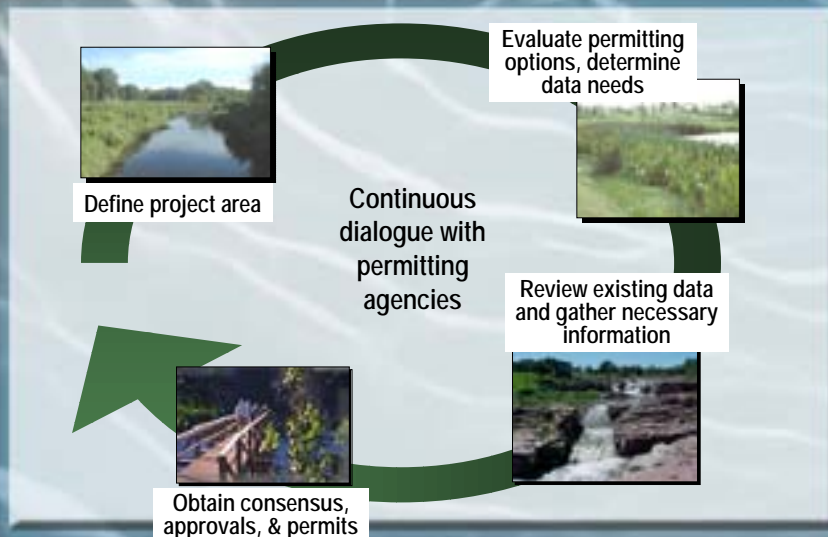 Define project area
Evaluate permitting
options, determine
data needs
Continuous
dialogue with
permitting
agencies
Review existing data
and gather necessary
information
Obtain consensus,
approvals, & permits